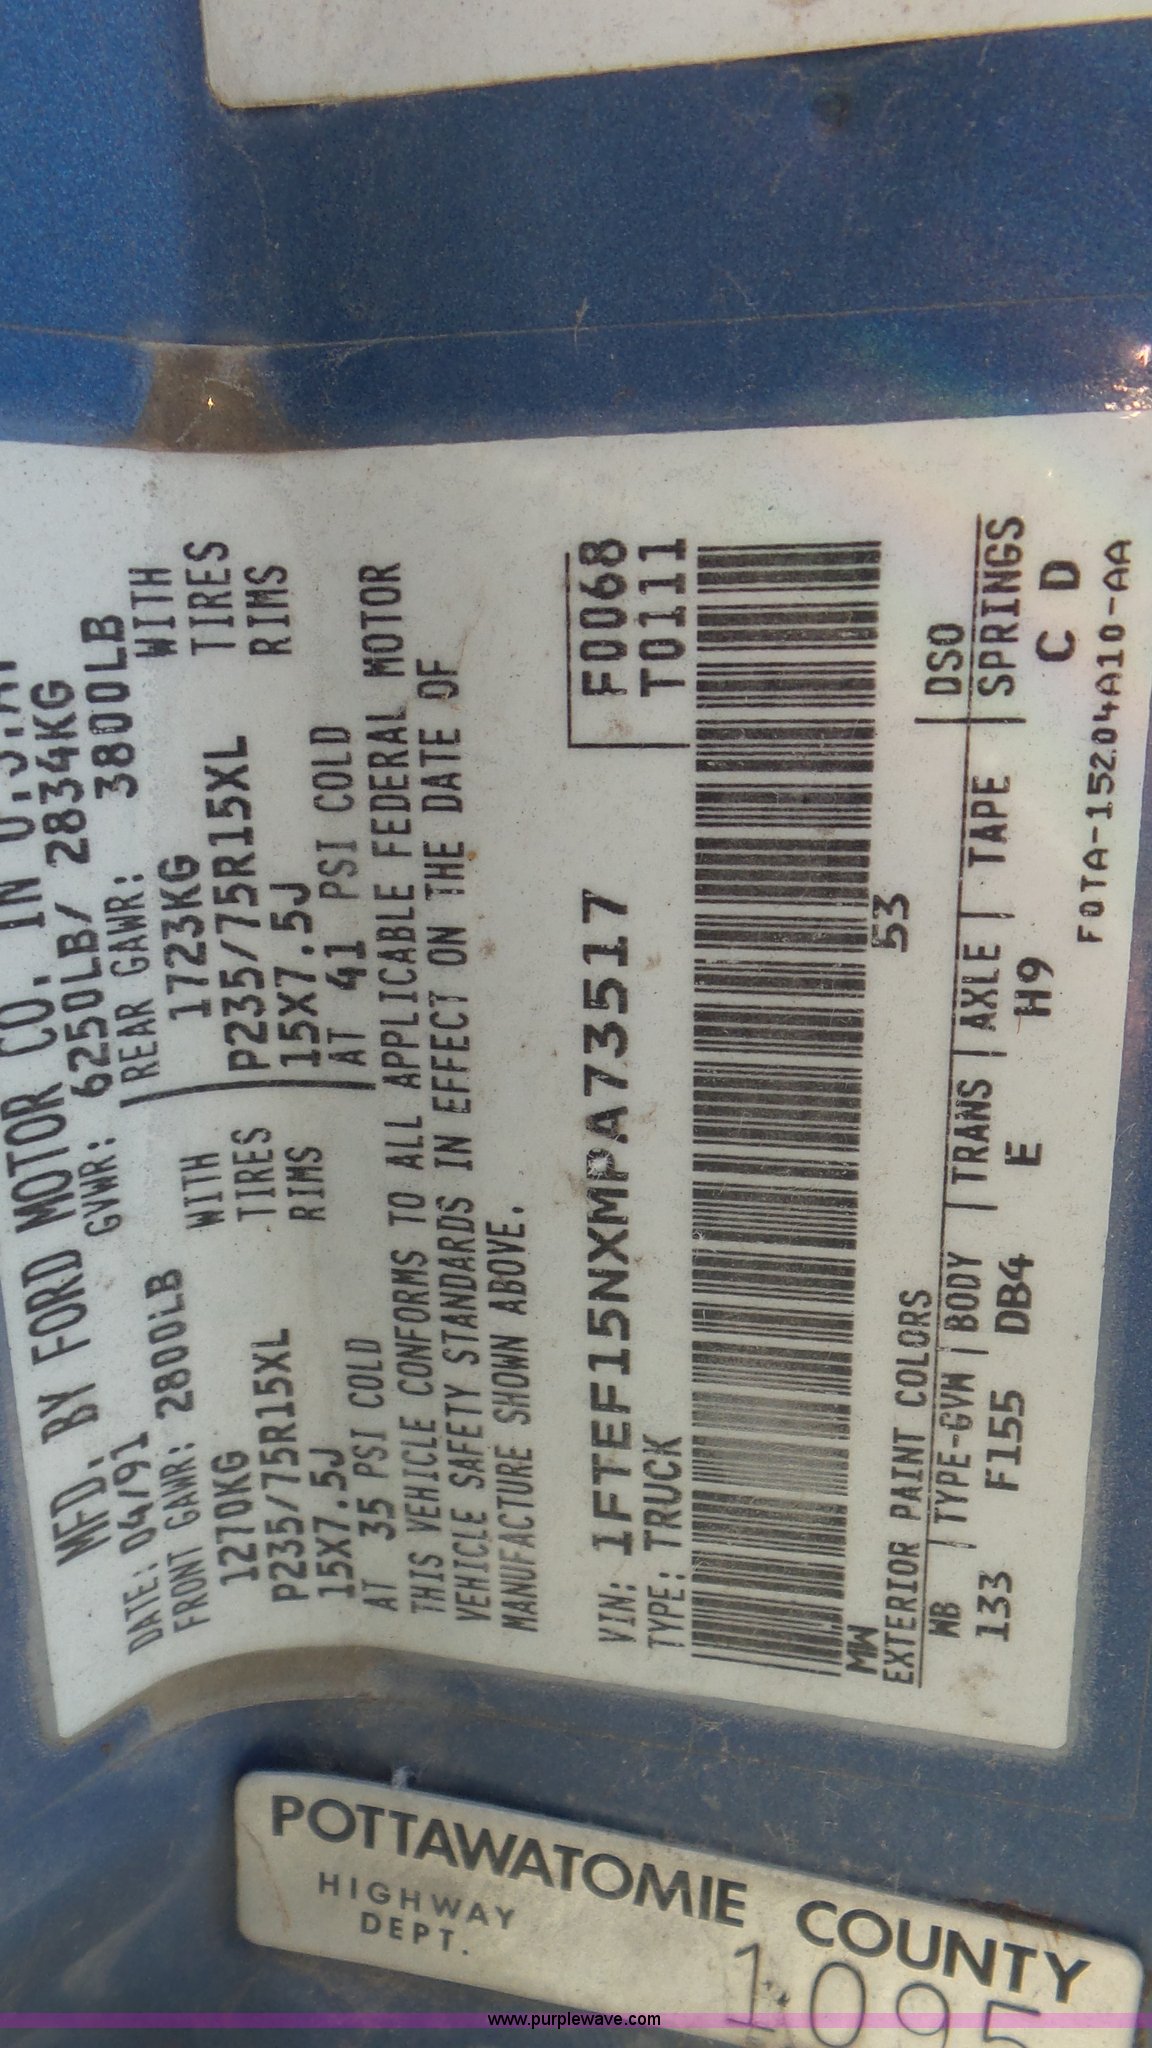 MFD. BY FORD MOTOR CO. IN U.S.A.
DATE: 04/91 GVWR: 6250LB/ 2834KG
FRONT GAWR: 2800LB REAR GAWR: 3800LB
1270KG WITH 1723KG WITH
P235/75R15XL TIRES P235/75R15XL TIRES
15X7.5J RIMS 15X7.5J RIMS
AT 35 PSI COLD AT 41 PSI COLD
THIS VEHICLE CONFORMS TO ALL APPLICABLE FEDERAL MOTOR
VEHICLE SAFETY STANDARDS IN EFFECT ON THE DATE OF
MANUFACTURE SHOWN ABOVE.
VIN: 1FTEF15NXMPA73517 F0068
TYPE: TRUCK T0111
MW 53
EXTERIOR PAINT COLORS DSO
WB TYPE-GVW BODY TRANS AXLE TAPE SPRINGS
133 F155 DB4 E H9 C D
F0TA-15204A10-AA
POTTAWATOMIE COUNTY
HIGHWAY
DEPT.
1095
www.purplewave.com